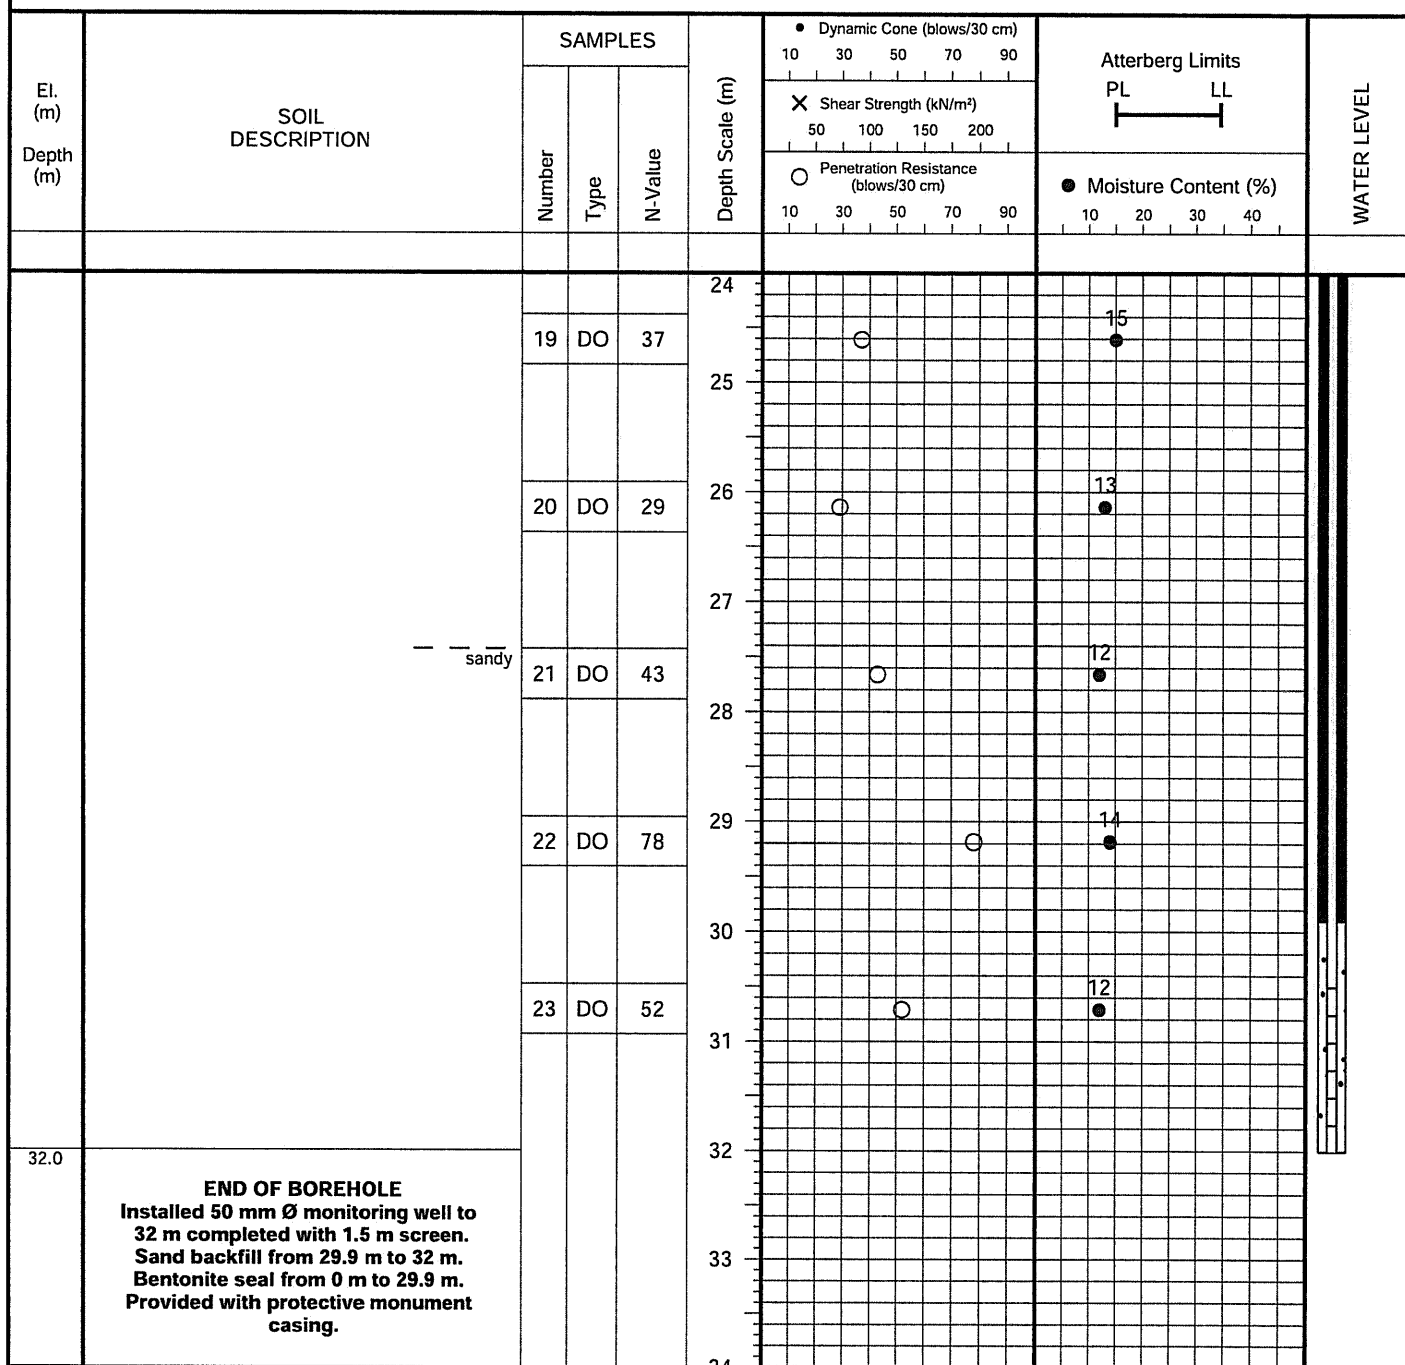 El.
(m)
Depth
(m)
SOIL
DESCRIPTION
SAMPLES
Number
Type
N-Value
Depth Scale (m)
Dynamic Cone (blows/30 cm)
10 30 50 70 90
Shear Strength (kN/m²)
50 100 150 200
Penetration Resistance
(blows/30 cm)
10 30 50 70 90
Atterberg Limits
PL LL
Moisture Content (%)
10 20 30 40
WATER LEVEL
24
15
19 DO 37
25
13
26
20 DO 29
27
12
sandy
21 DO 43
28
29
14
22 DO 78
30
12
23 DO 52
31
32
32.0
END OF BOREHOLE
Installed 50 mm Ø monitoring well to
32 m completed with 1.5 m screen.
Sand backfill from 29.9 m to 32 m.
Bentonite seal from 0 m to 29.9 m.
Provided with protective monument
casing.
33
34